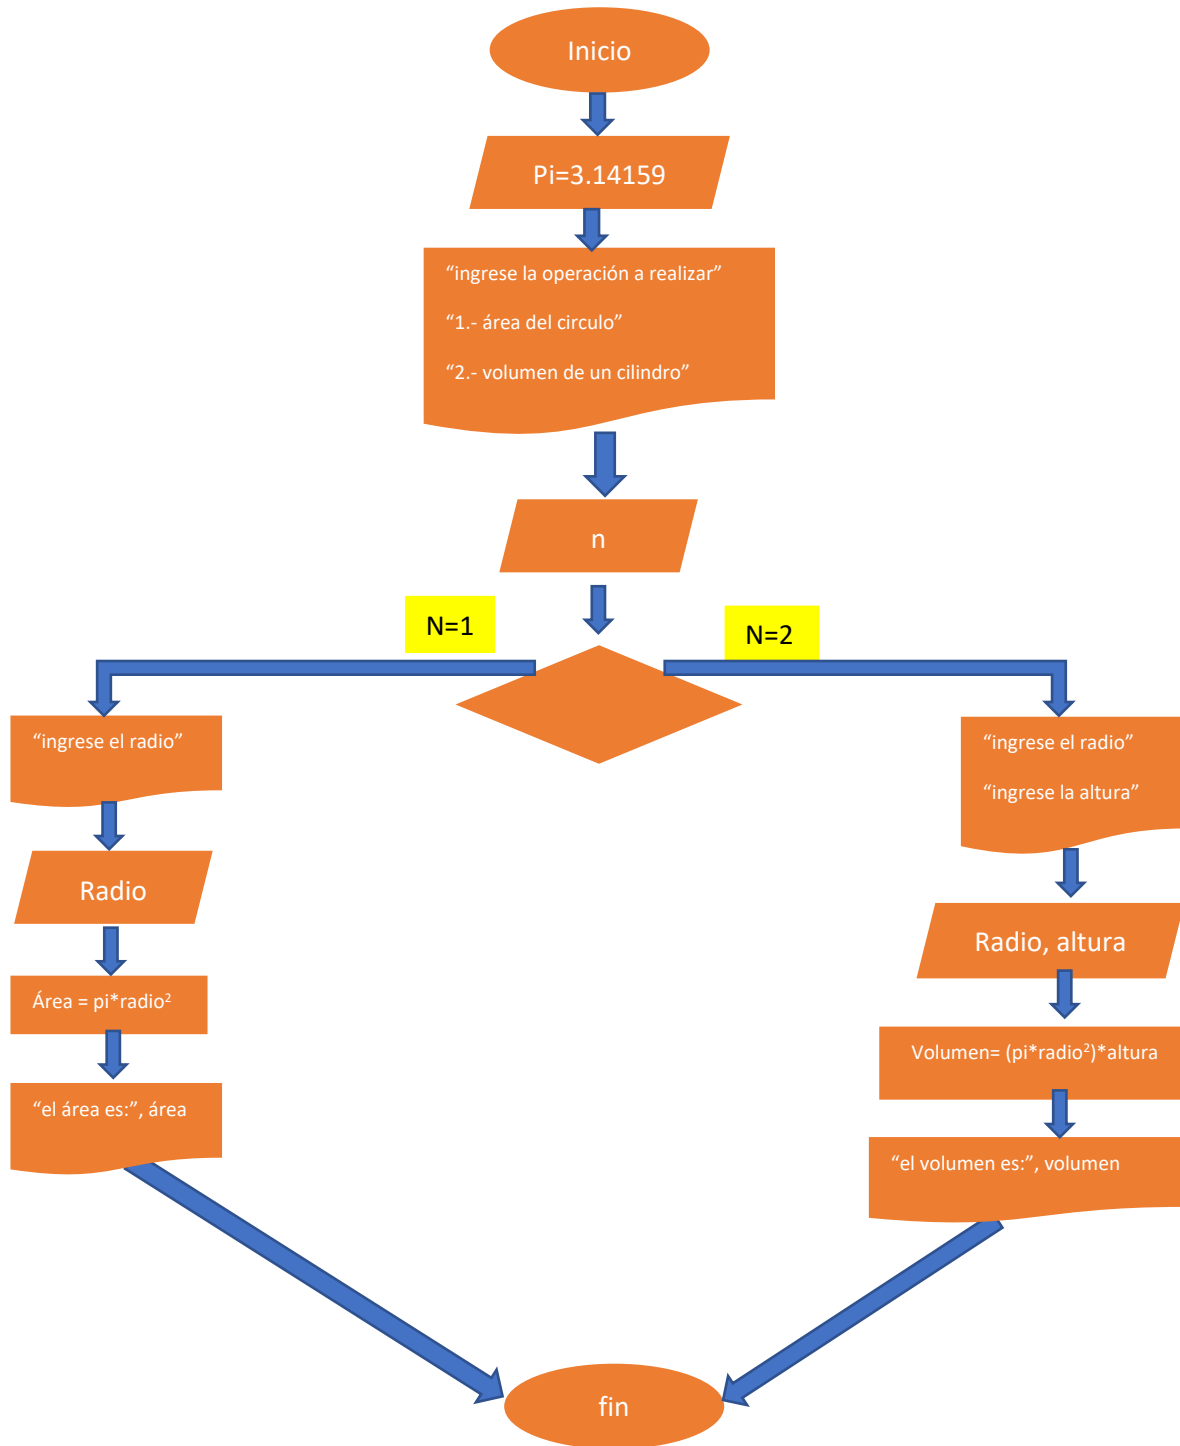 Inicio
Pi=3.14159
“ingrese la operación a realizar”
“1.- área del circulo”
“2.- volumen de un cilindro”
n
N=1
N=2
“ingrese el radio”
Radio
Área = pi*radio²
“el área es:”, área
“ingrese el radio”
“ingrese la altura”
Radio, altura
Volumen= (pi*radio²)*altura
“el volumen es:”, volumen
fin